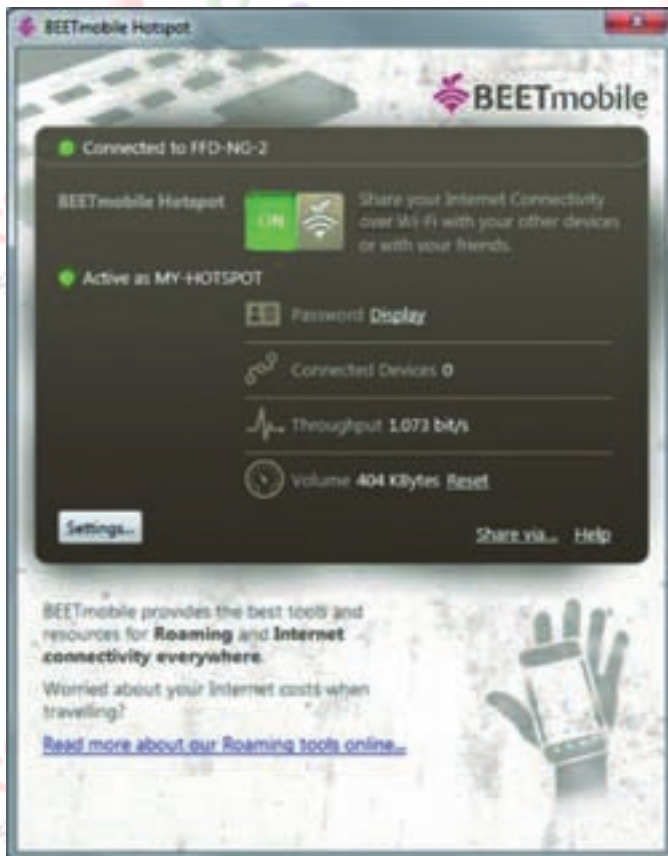 BEETmobile Hotspot
BEETmobile
Connected to FFD-NG-2
BEETmobile Hotspot
ON
Share your Internet Connectivity
over Wi-Fi with your other devices
or with your friends.
Active as MY-HOTSPOT
Password Display
Connected Devices 0
Throughput 1.073 bit/s
Volume 404 KBytes Reset
Settings...
Share via... Help
BEETmobile provides the best tools and
resources for Roaming and Internet
connectivity everywhere.
Worried about your Internet costs when
travelling?
Read more about our Roaming tools online...